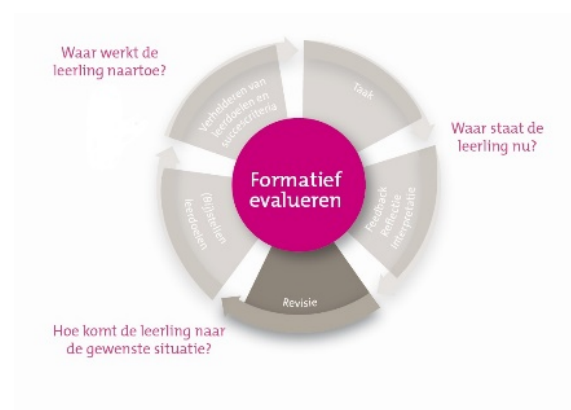 Waar werkt de
leerling naartoe?
Verhelderen van
leerdoelen en
succescriteria
Taak
Waar staat de
leerling nu?
Formatief
evalueren
Feedback
Reflectie
Interpretatie
(Bij)stellen
leerdoelen
Revisie
Hoe komt de leerling naar
de gewenste situatie?